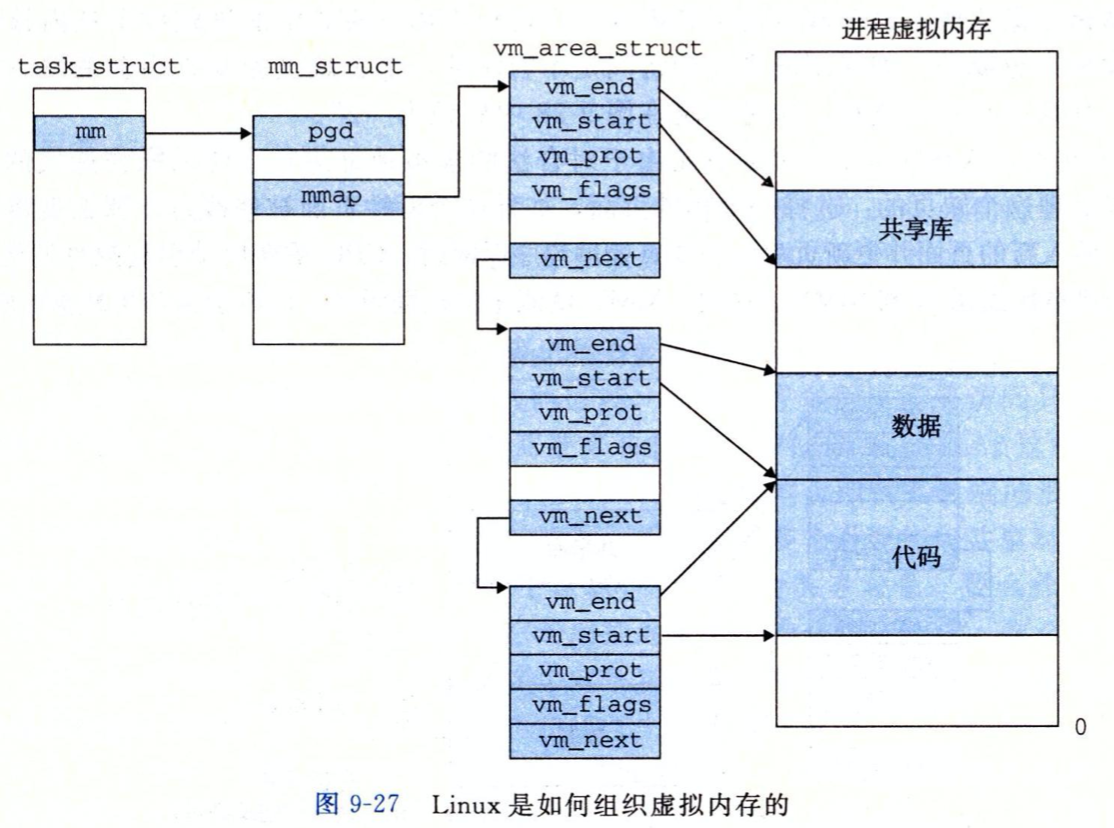 task_struct
mm
mm_struct
pgd
mmap
vm_area_struct
vm_end
vm_start
vm_prot
vm_flags
vm_next
vm_end
vm_start
vm_prot
vm_flags
vm_next
vm_end
vm_start
vm_prot
vm_flags
vm_next
进程虚拟内存
共享库
数据
代码
0
图 9-27 Linux 是如何组织虚拟内存的